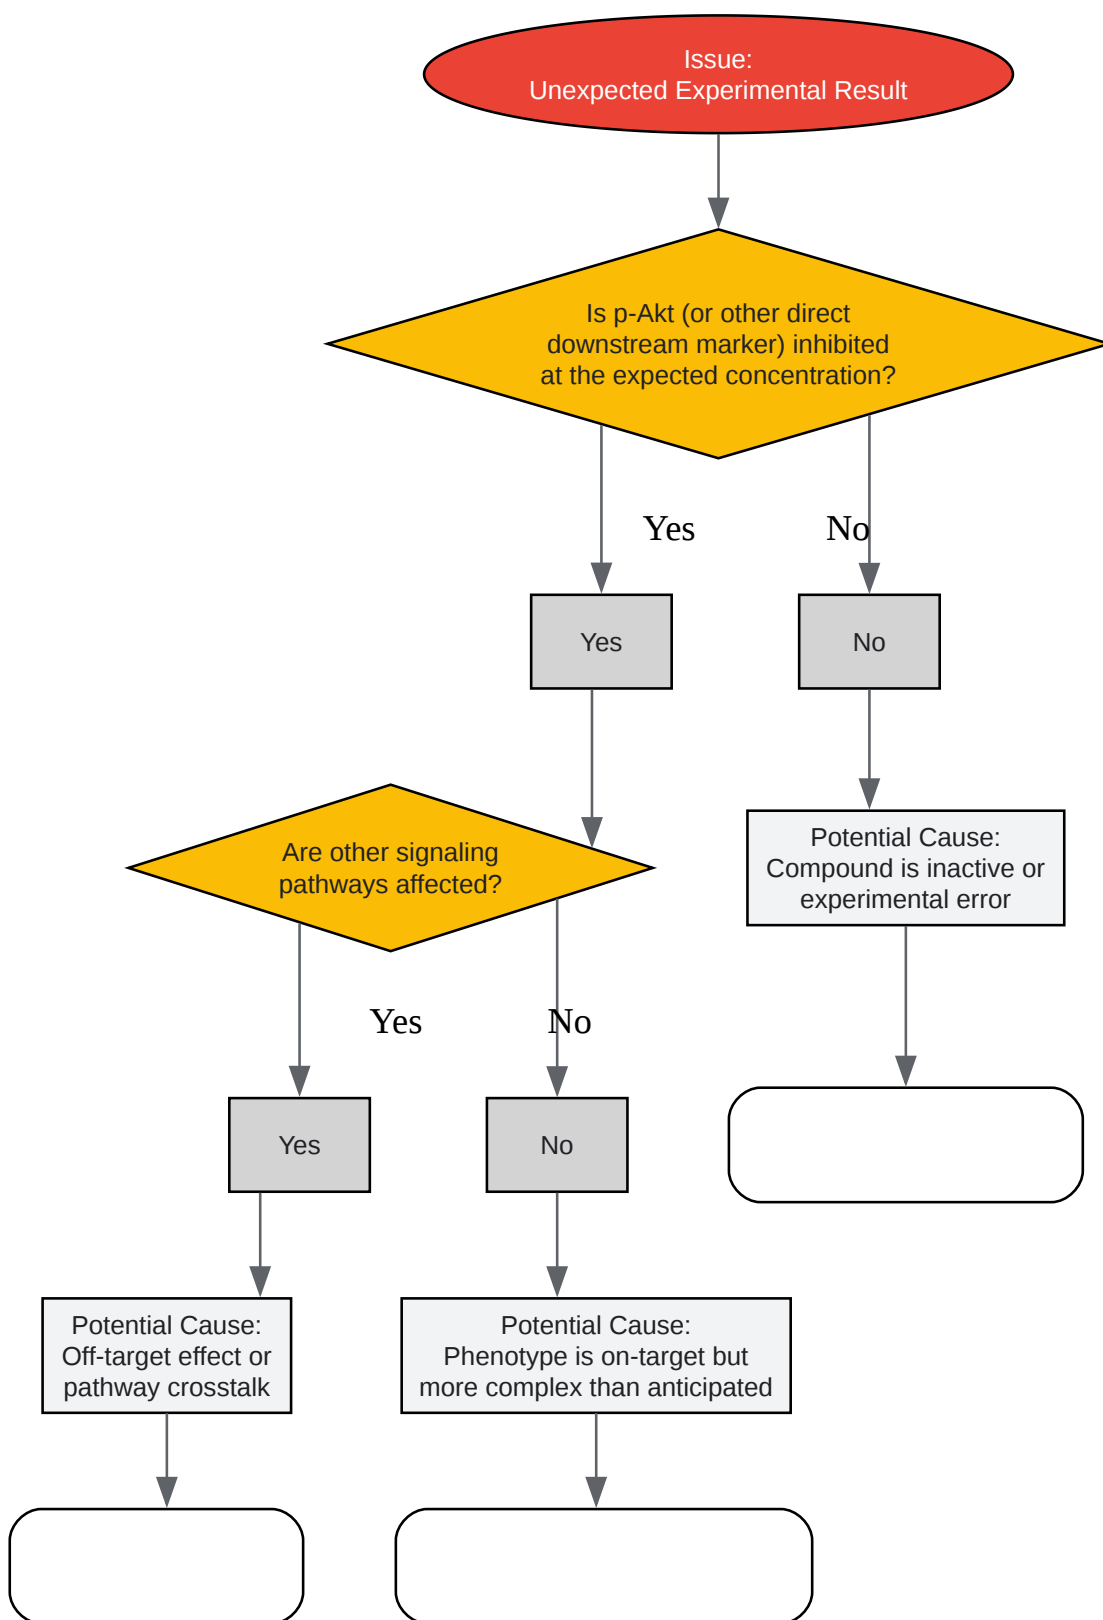 Issue:
Unexpected Experimental Result
Is p-Akt (or other direct
downstream marker) inhibited
at the expected concentration?
Yes
No
Yes
No
Potential Cause:
Compound is inactive or
experimental error
Are other signaling
pathways affected?
Yes
No
Yes
No
Potential Cause:
Off-target effect or
pathway crosstalk
Potential Cause:
Phenotype is on-target but
more complex than anticipated